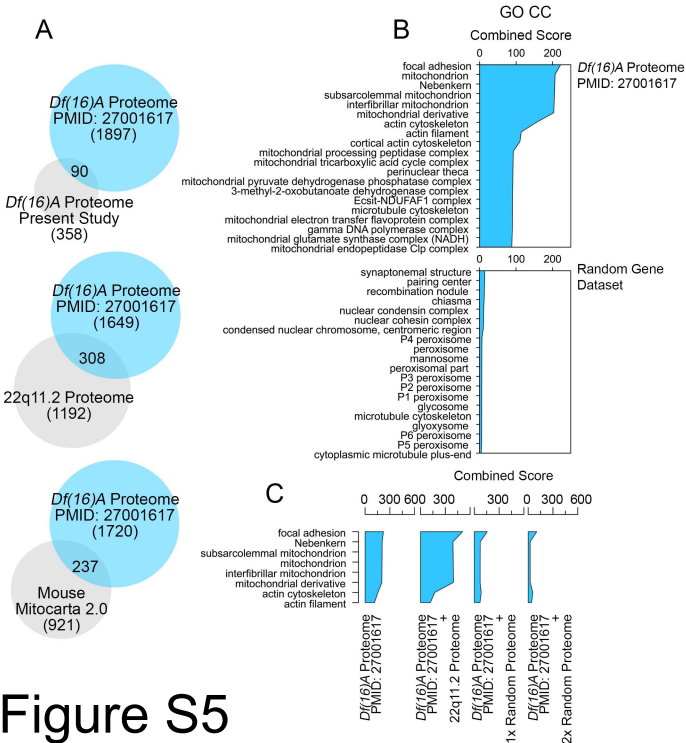 A
Df(16)A Proteome
PMID: 27001617
(1897)
90
Df(16)A Proteome
Present Study
(358)
Df(16)A Proteome
PMID: 27001617
(1649)
308
22q11.2 Proteome
(1192)
Df(16)A Proteome
PMID: 27001617
(1720)
237
Mouse
Mitocarta 2.0
(921)
B
GO CC
Combined Score
0 100 200
Df(16)A Proteome
PMID: 27001617
focal adhesion
mitochondrion
Nebenkern
subsarcolemmal mitochondrion
interfibrillar mitochondrion
mitochondrial derivative
actin cytoskeleton
actin filament
cortical actin cytoskeleton
mitochondrial processing peptidase complex
mitochondrial tricarboxylic acid cycle complex
perinuclear theca
mitochondrial pyruvate dehydrogenase phosphatase complex
3-methyl-2-oxobutanoate dehydrogenase complex
Ecsit-NDUFAF1 complex
microtubule cytoskeleton
mitochondrial electron transfer flavoprotein complex
gamma DNA polymerase complex
mitochondrial glutamate synthase complex (NADH)
mitochondrial endopeptidase Clp complex
0 100 200
Random Gene
Dataset
synaptonemal structure
pairing center
recombination nodule
chiasma
nuclear condensin complex
nuclear cohesin complex
condensed nuclear chromosome, centromeric region
P4 peroxisome
peroxisome
mannosome
peroxisomal part
P3 peroxisome
P2 peroxisome
P1 peroxisome
glycosome
microtubule cytoskeleton
glyoxysome
P6 peroxisome
P5 peroxisome
cytoplasmic microtubule plus-end
C
Combined Score
0 300 600 300 0 300 0 300 600
focal adhesion
Nebenkern
subsarcolemmal mitochondrion
mitochondrion
interfibrillar mitochondrion
mitochondrial derivative
actin cytoskeleton
actin filament
Df(16)A Proteome
PMID: 27001617
Df(16)A Proteome
PMID: 27001617
+
22q11.2 Proteome
Df(16)A Proteome
PMID: 27001617
+
1x Random Proteome
Df(16)A Proteome
PMID: 27001617
+
2x Random Proteome
Figure S5